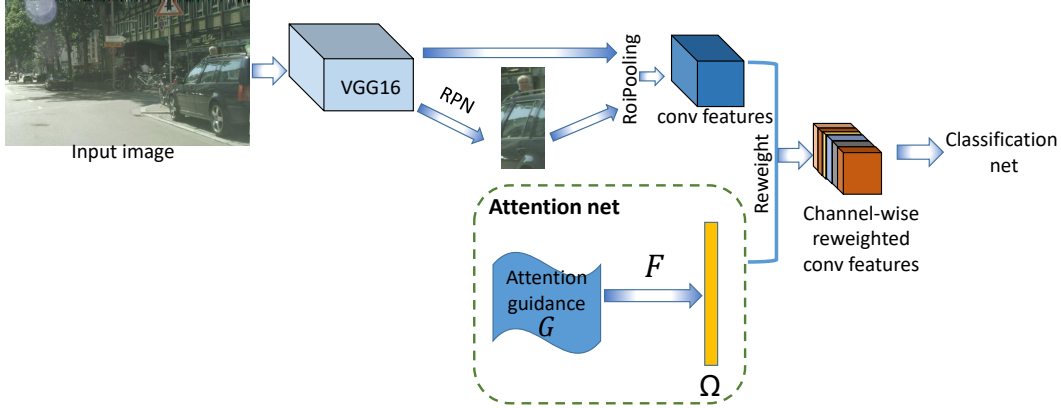 VGG16
RPN
RoiPooling
conv features
Input image
Reweight
Classification
net
Channel-wise
reweighted
conv features
Attention net
Attention
guidance
G
F
Ω